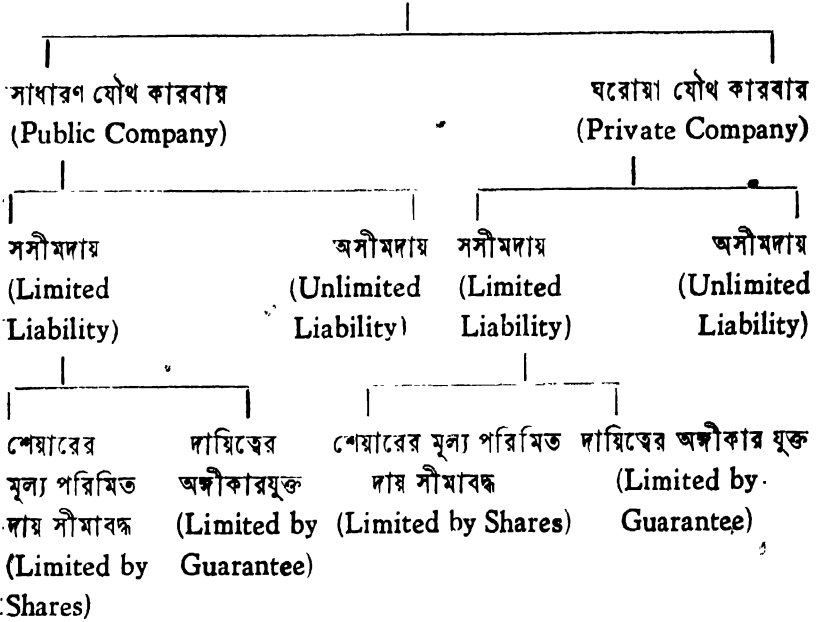 সাধারণ যৌথ কারবার
(Public Company)
ঘরোয়া যৌথ কারবার
(Private Company)
সসীমদায়
(Limited
Liability)
অসীমদায়
(Unlimited
Liability)
সসীমদায়
(Limited
Liability)
অসীমদায়
(Unlimited
Liability)
শেয়ারের
মূল্য পরিমিত
দায় সীমাবদ্ধ
(Limited by
Shares)
দায়িত্বের
অঙ্গীকারযুক্ত
(Limited by
Guarantee)
শেয়ারের মূল্য পরিমিত
দায় সীমাবদ্ধ
(Limited by Shares)
দায়িত্বের অঙ্গীকার যুক্ত
(Limited by
Guarantee)